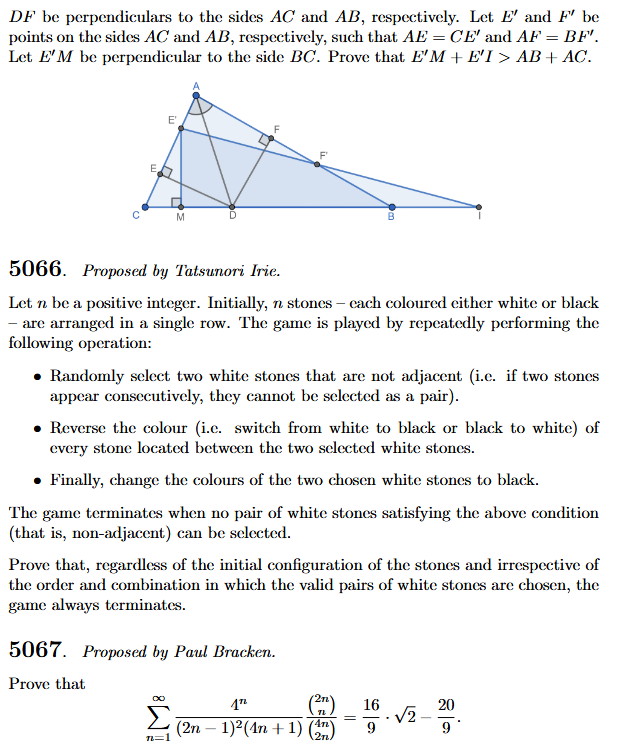 DF be perpendiculars to the sides AC and AB, respectively. Let E′ and F′ be
points on the sides AC and AB, respectively, such that AE = CE′ and AF = BF′.
Let E′M be perpendicular to the side BC. Prove that E′M + E′I > AB + AC.
A
E'
F
F'
E
C
M
D
B
I
5066. Proposed by Tatsunori Irie.
Let n be a positive integer. Initially, n stones – each coloured either white or black
– are arranged in a single row. The game is played by repeatedly performing the
following operation:
• Randomly select two white stones that are not adjacent (i.e. if two stones
appear consecutively, they cannot be selected as a pair).
• Reverse the colour (i.e. switch from white to black or black to white) of
every stone located between the two selected white stones.
• Finally, change the colours of the two chosen white stones to black.
The game terminates when no pair of white stones satisfying the above condition
(that is, non-adjacent) can be selected.
Prove that, regardless of the initial configuration of the stones and irrespective of
the order and combination in which the valid pairs of white stones are chosen, the
game always terminates.
5067. Proposed by Paul Bracken.
Prove that
∑_{n=1}^{∞} 4^n / ((2n − 1)^2 (4n + 1)) · \binom{2n}{n} / \binom{4n}{2n} = 16/9 · √2 − 20/9.